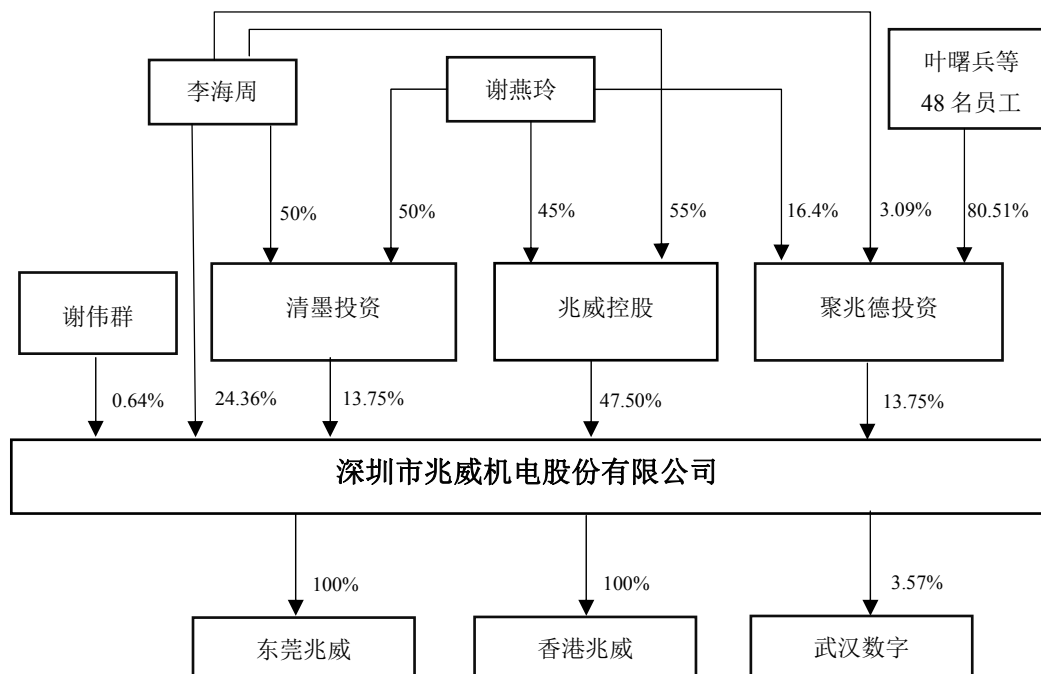 叶曙兵等
48 名员工
李海周
谢燕玲
50%
50%
45%
55%
16.4%
3.09%
80.51%
谢伟群
清墨投资
兆威控股
聚兆德投资
0.64%
24.36%
13.75%
47.50%
13.75%
深圳市兆威机电股份有限公司
100%
100%
3.57%
东莞兆威
香港兆威
武汉数字